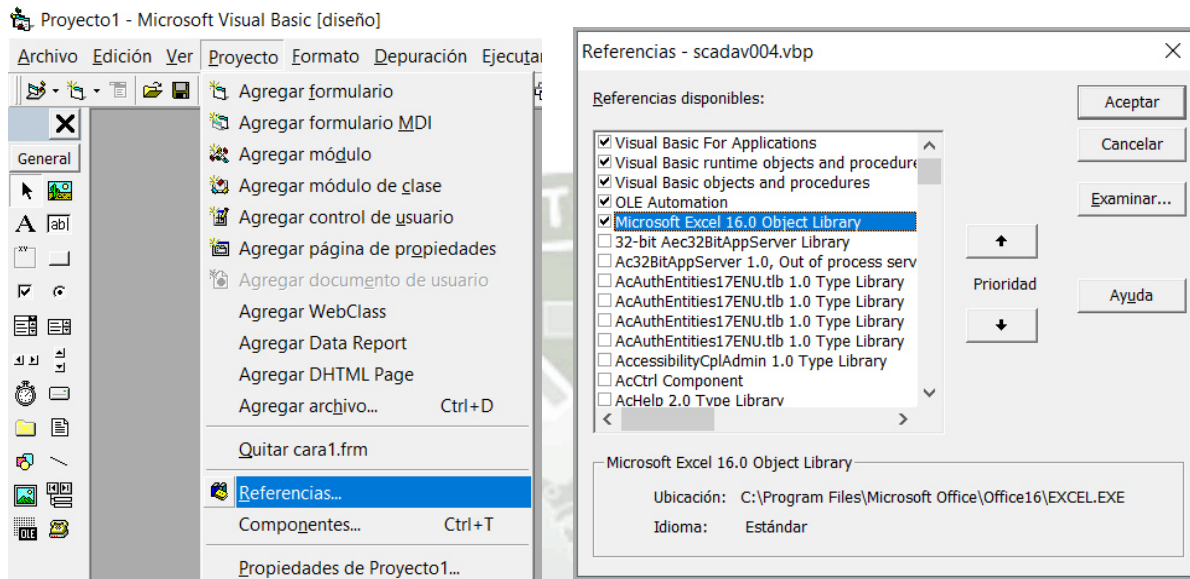 Proyecto1 - Microsoft Visual Basic [diseño]
Archivo Edición Ver Proyecto Formato Depuración Ejecutar
General
Agregar formulario
Agregar formulario MDI
Agregar módulo
Agregar módulo de clase
Agregar control de usuario
Agregar página de propiedades
Agregar documento de usuario
Agregar WebClass
Agregar Data Report
Agregar DHTML Page
Agregar archivo... Ctrl+D
Quitar cara1.frm
Referencias...
Componentes... Ctrl+T
Propiedades de Proyecto1...
A
ab
XY
OLE
Referencias - scadav004.vbp
Referencias disponibles:
Visual Basic For Applications
Visual Basic runtime objects and procedure
Visual Basic objects and procedures
OLE Automation
Microsoft Excel 16.0 Object Library
32-bit Aec32BitAppServer Library
Ac32BitAppServer 1.0, Out of process serv
AcAuthEntities17ENU.tlb 1.0 Type Library
AcAuthEntities17ENU.tlb 1.0 Type Library
AcAuthEntities17ENU.tlb 1.0 Type Library
AcAuthEntities17ENU.tlb 1.0 Type Library
AccessibilityCplAdmin 1.0 Type Library
AcCtrl Component
AcHelp 2.0 Type Library
Aceptar
Cancelar
Examinar...
Prioridad
Ayuda
Microsoft Excel 16.0 Object Library
Ubicación: C:\Program Files\Microsoft Office\Office16\EXCEL.EXE
Idioma: Estándar